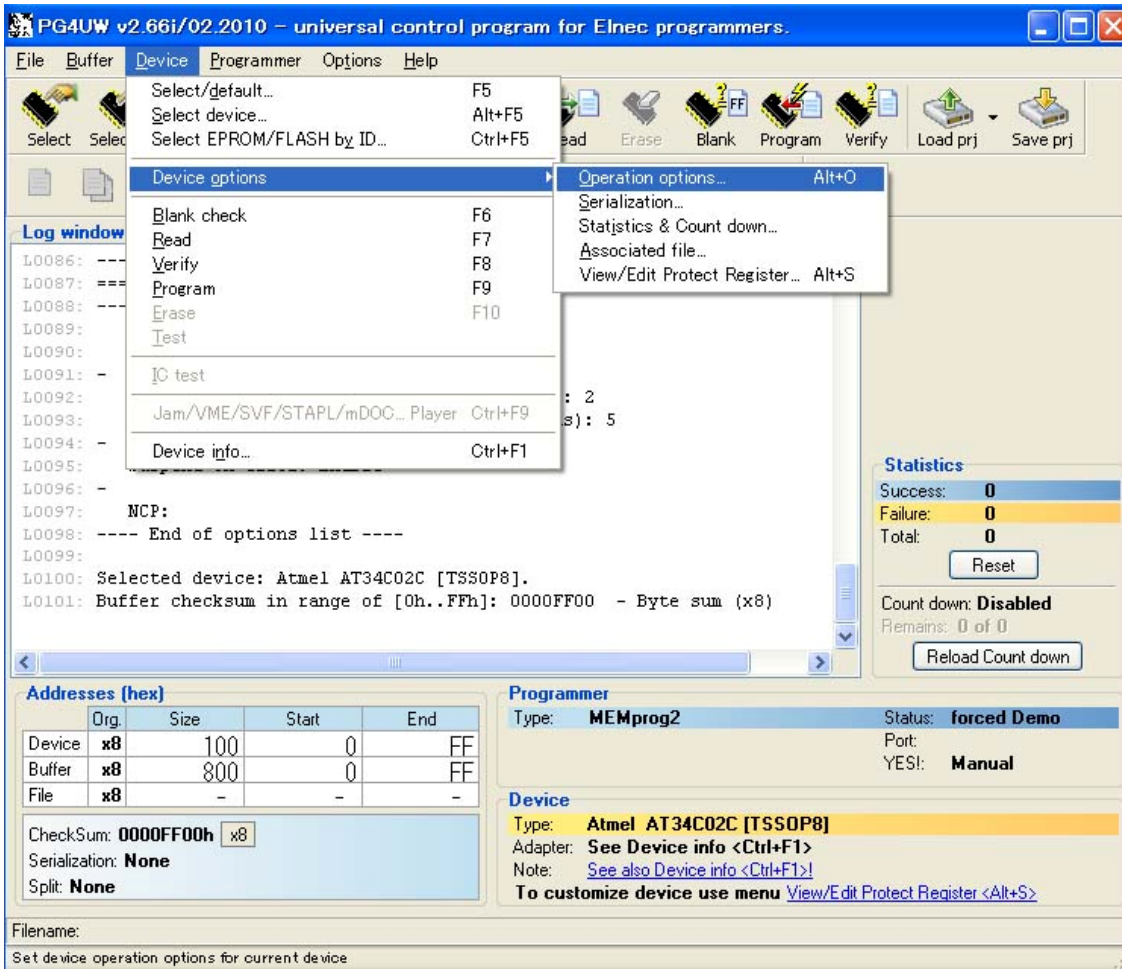 PG4UW v2.66i/02.2010 – universal control program for Elnec programmers.
File Buffer Device Programmer Options Help
Select/default... F5
Select device... Alt+F5
Select EPROM/FLASH by ID... Ctrl+F5
Device options
Blank check F6
Read F7
Verify F8
Program F9
Erase F10
Test
IC test
Jam/VME/SVF/STAPL/mDOC... Player Ctrl+F9
Device info... Ctrl+F1
Operation options... Alt+O
Serialization...
Statistics & Count down...
Associated file...
View/Edit Protect Register... Alt+S
Select Erase Blank Program Verify Load prj Save prj
Log window
L0086: ---
L0087: ===
L0088: ---
L0089:
L0090:
L0091: -
L0092: : 2
L0093: s): 5
L0094: -
L0095:
L0096: -
L0097: NCP:
L0098: ---- End of options list ----
L0099:
L0100: Selected device: Atmel AT34C02C [TSSOP8].
L0101: Buffer checksum in range of [0h..FFh]: 0000FF00 - Byte sum (x8)
Statistics
Success: 0
Failure: 0
Total: 0
Reset
Count down: Disabled
Remains: 0 of 0
Reload Count down
Addresses (hex)
Org. Size Start End
Device x8 100 0 FF
Buffer x8 800 0 FF
File x8 - - -
CheckSum: 0000FF00h x8
Serialization: None
Split: None
Programmer
Type: MEMprog2 Status: forced Demo
Port:
YES!: Manual
Device
Type: Atmel AT34C02C [TSSOP8]
Adapter: See Device info <Ctrl+F1>
Note: See also Device info <Ctrl+F1>!
To customize device use menu View/Edit Protect Register <Alt+S>
Filename:
Set device operation options for current device